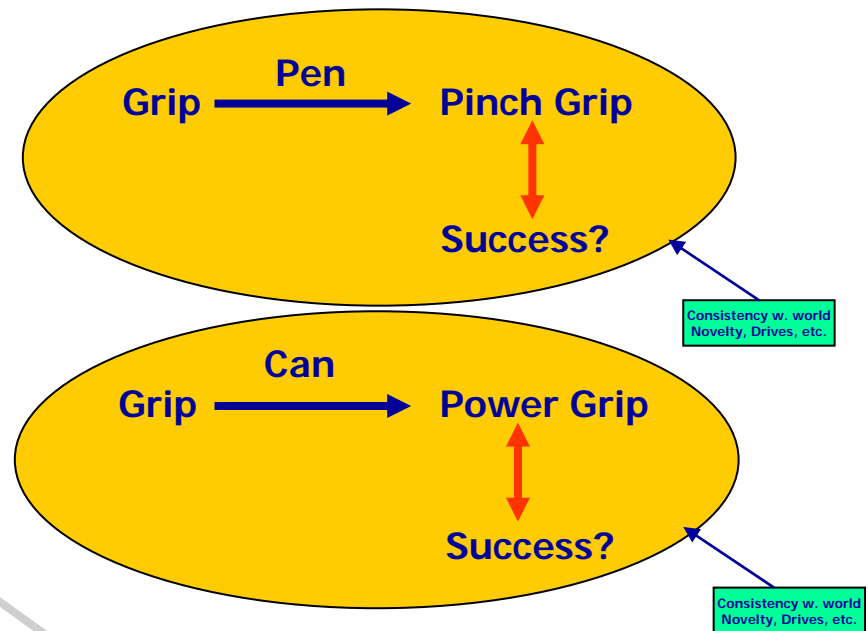 Pen
Grip Pinch Grip
Success?
Consistency w. world
Novelty, Drives, etc.
Can
Grip Power Grip
Success?
Consistency w. world
Novelty, Drives, etc.